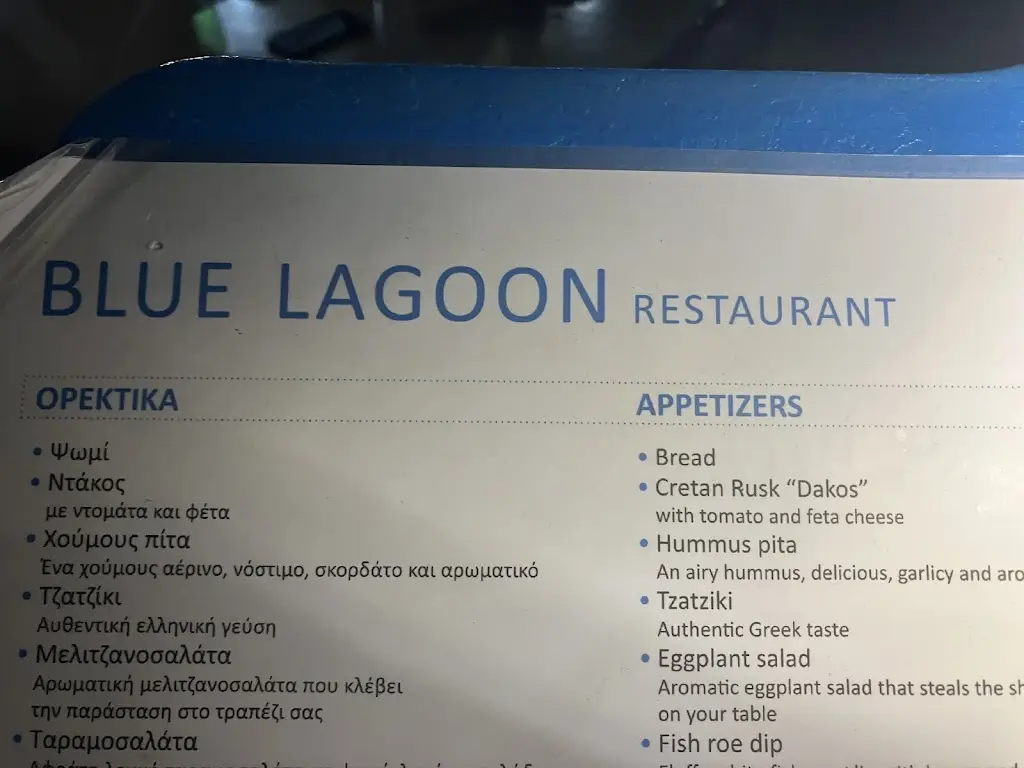 BLUE LAGOON RESTAURANT
ΟΡΕΚΤΙΚΑ
• Ψωμί
• Ντάκος
με ντομάτα και φέτα
• Χούμους πίτα
Ένα χούμους αέρινο, νόστιμο, σκορδάτο και αρωματικό
• Τζατζίκι
Αυθεντική ελληνική γεύση
• Μελιτζανοσαλάτα
Αρωματική μελιτζανοσαλάτα που κλέβει
την παράσταση στο τραπέζι σας
• Ταραμοσαλάτα
APPETIZERS
• Bread
• Cretan Rusk “Dakos”
with tomato and feta cheese
• Hummus pita
An airy hummus, delicious, garlicy and
• Tzatziki
Authentic Greek taste
• Eggplant salad
Aromatic eggplant salad that steals the
on your table
• Fish roe dip